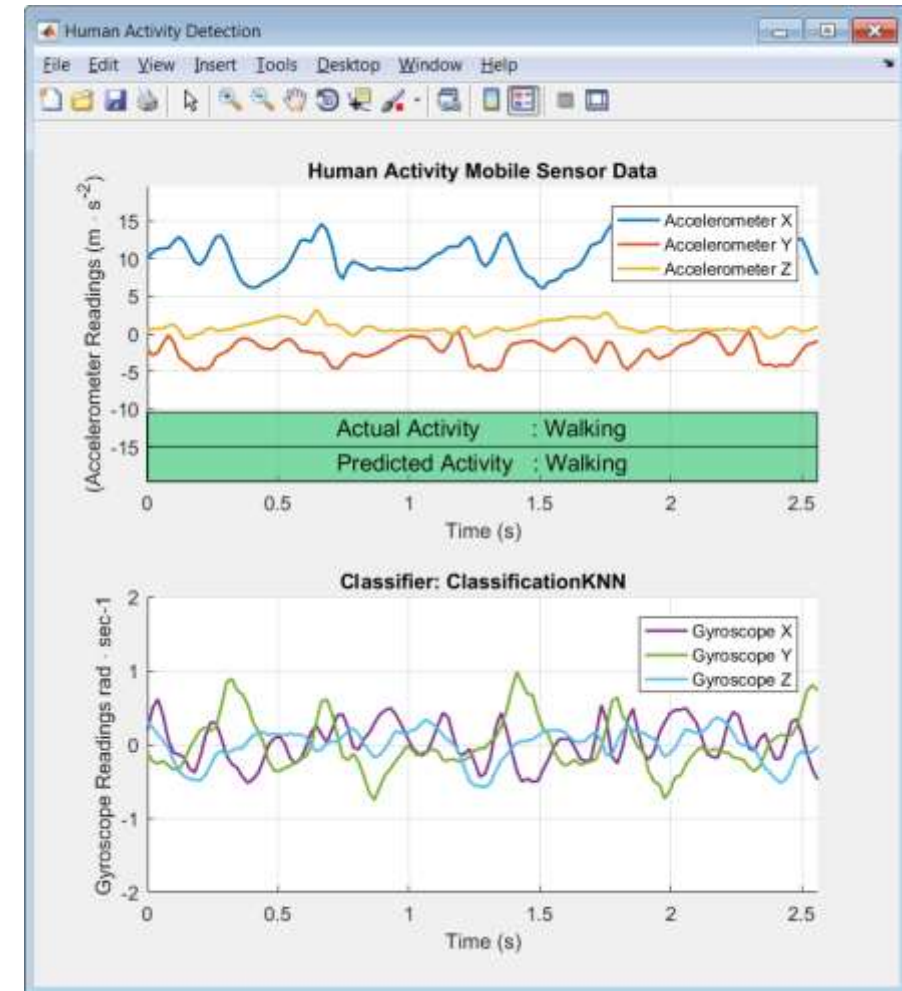 Human Activity Detection
File Edit View Insert Tools Desktop Window Help
Human Activity Mobile Sensor Data
(Accelerometer Readings (m · s-2)
15
10
5
0
-5
-10
-15
Accelerometer X
Accelerometer Y
Accelerometer Z
Actual Activity : Walking
Predicted Activity : Walking
0 0.5 1 1.5 2 2.5
Time (s)
Classifier: ClassificationKNN
Gyroscope Readings rad · sec-1
2
1
0
-1
-2
Gyroscope X
Gyroscope Y
Gyroscope Z
0 0.5 1 1.5 2 2.5
Time (s)